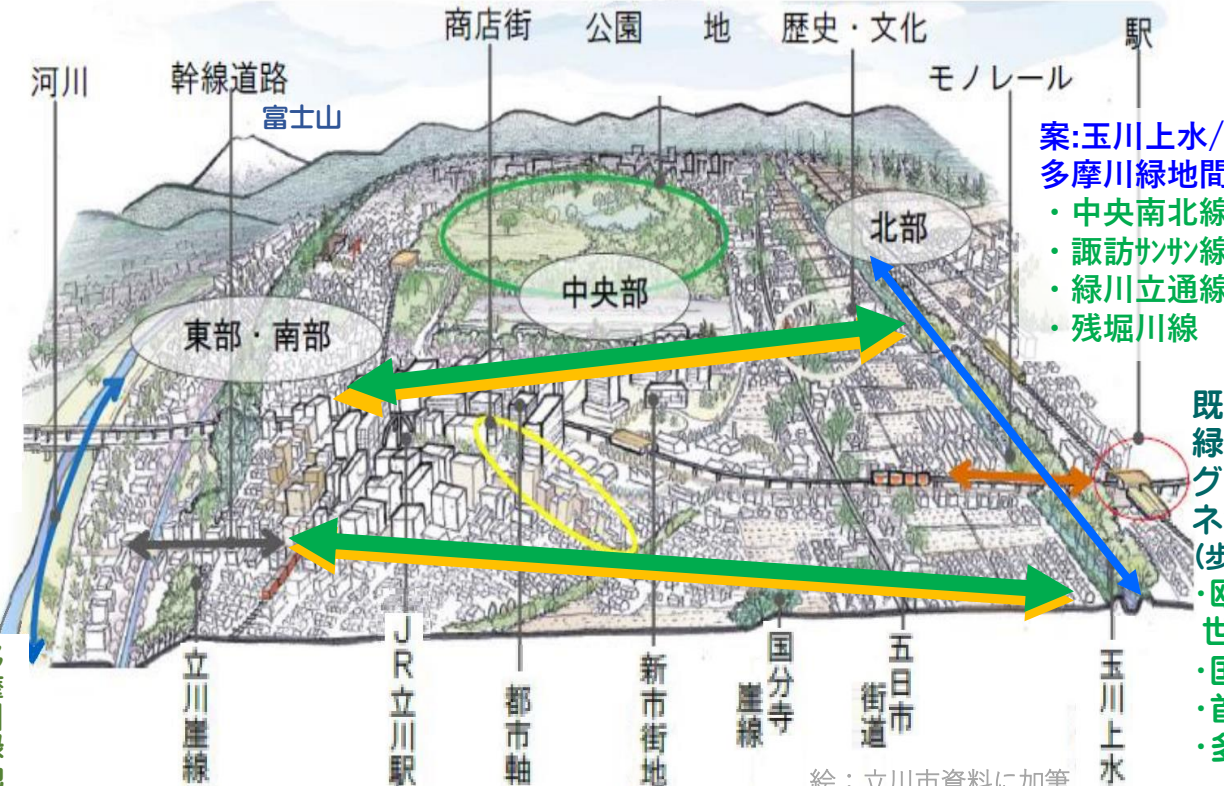 商店街
公園
地
歴史・文化
駅
河川
幹線道路
モノレール
富士山
案:玉川上水/
多摩川緑地間
・中央南北線
・諏訪ｻﾝｻﾝ線
・緑川立通線
・残堀川線
北部
中央部
東部・南部
既
緑
グ
ネ
(歩
世
・国
・首
・多
立川崖線
JR立川駅
都市軸
新市街地
国分寺
崖線
五日市
街道
玉川上水
絵：立川市資料に加筆